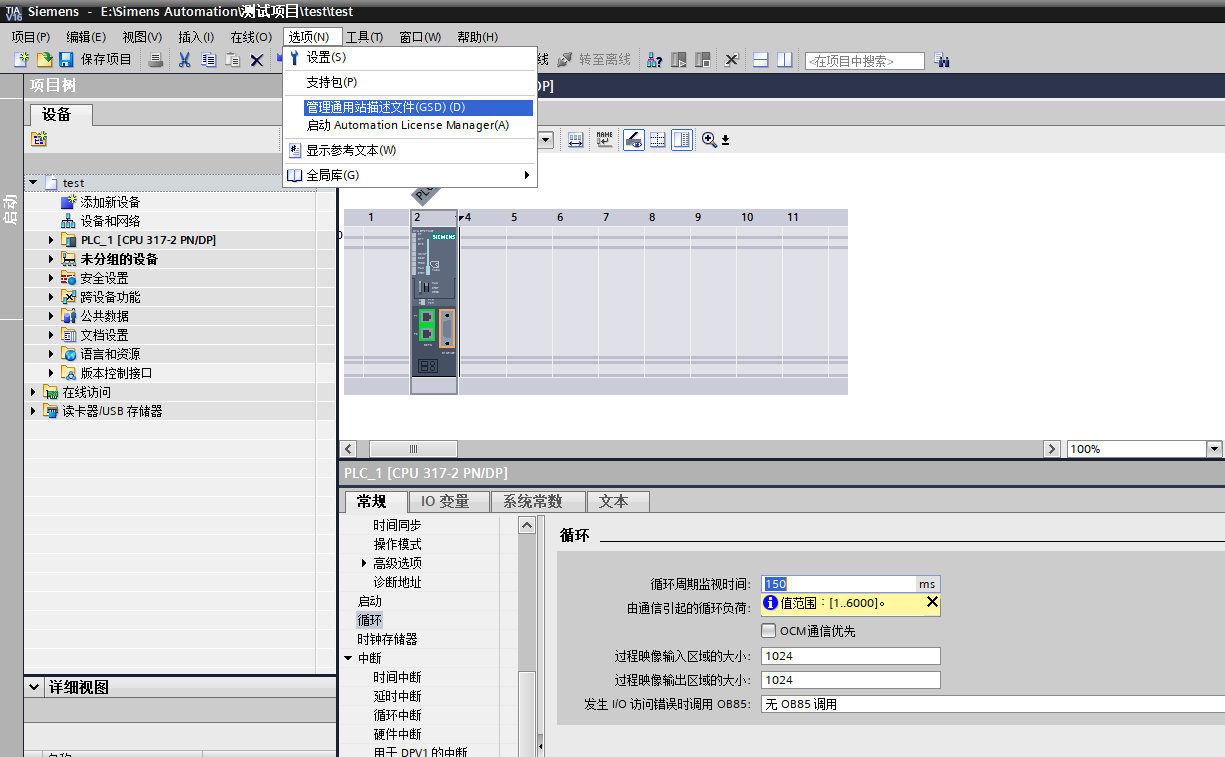 TIA V16 Siemens - E:\Simens Automation\测试项目\test\test
项目(P) 编辑(E) 视图(V) 插入(I) 在线(O) 选项(N) 工具(T) 窗口(W) 帮助(H)
保存项目
线 转至离线 <在项目中搜索>
设置(S)
支持包(P)
管理通用站描述文件(GSD) (D)
启动 Automation License Manager(A)
显示参考文本(W)
全局库(G)
项目树
DP]
设备
NAME
启动
test
添加新设备
设备和网络
PLC_1 [CPU 317-2 PN/DP]
未分组的设备
安全设置
跨设备功能
公共数据
文档设置
语言和资源
版本控制接口
在线访问
读卡器/USB 存储器
详细视图
名称
PLC
1 2 4 5 6 7 8 9 10 11
SIEMENS
100%
PLC_1 [CPU 317-2 PN/DP]
常规 IO 变量 系统常数 文本
时间同步
操作模式
高级选项
诊断地址
启动
循环
时钟存储器
中断
时间中断
延时中断
循环中断
硬件中断
用于 DPV1 的中断
循环
循环周期监视时间: 150 ms
由通信引起的循环负荷: 值范围：[1..6000]。
OCM通信优先
过程映像输入区域的大小: 1024
过程映像输出区域的大小: 1024
发生 I/O 访问错误时调用 OB85: 无 OB85 调用